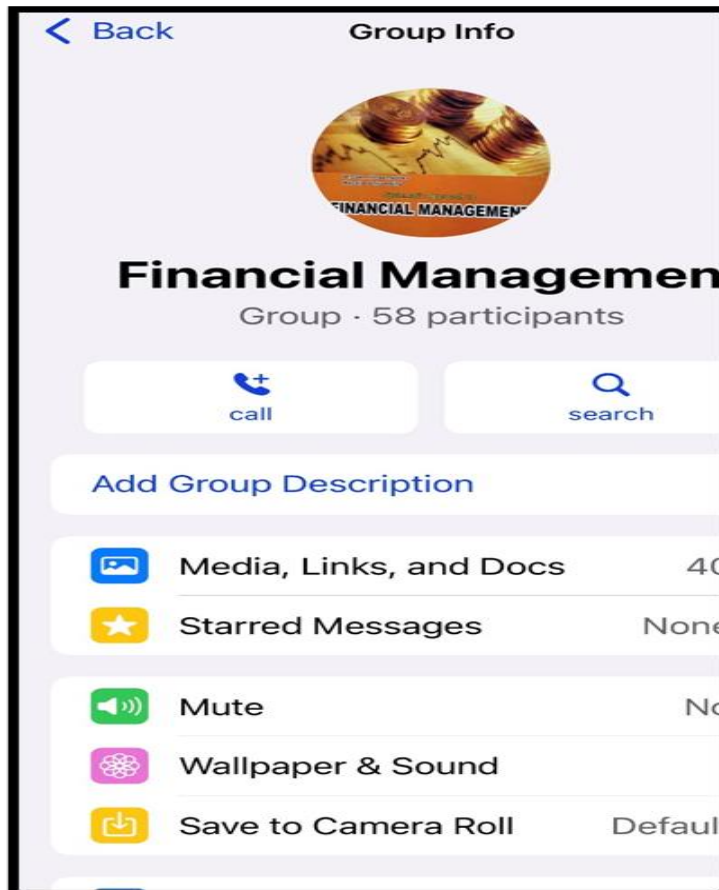 Back Group Info
FINANCIAL MANAGEMENT
Financial Managemen
Group · 58 participants
call search
Add Group Description
Media, Links, and Docs 40
Starred Messages None
Mute No
Wallpaper & Sound
Save to Camera Roll Defaul